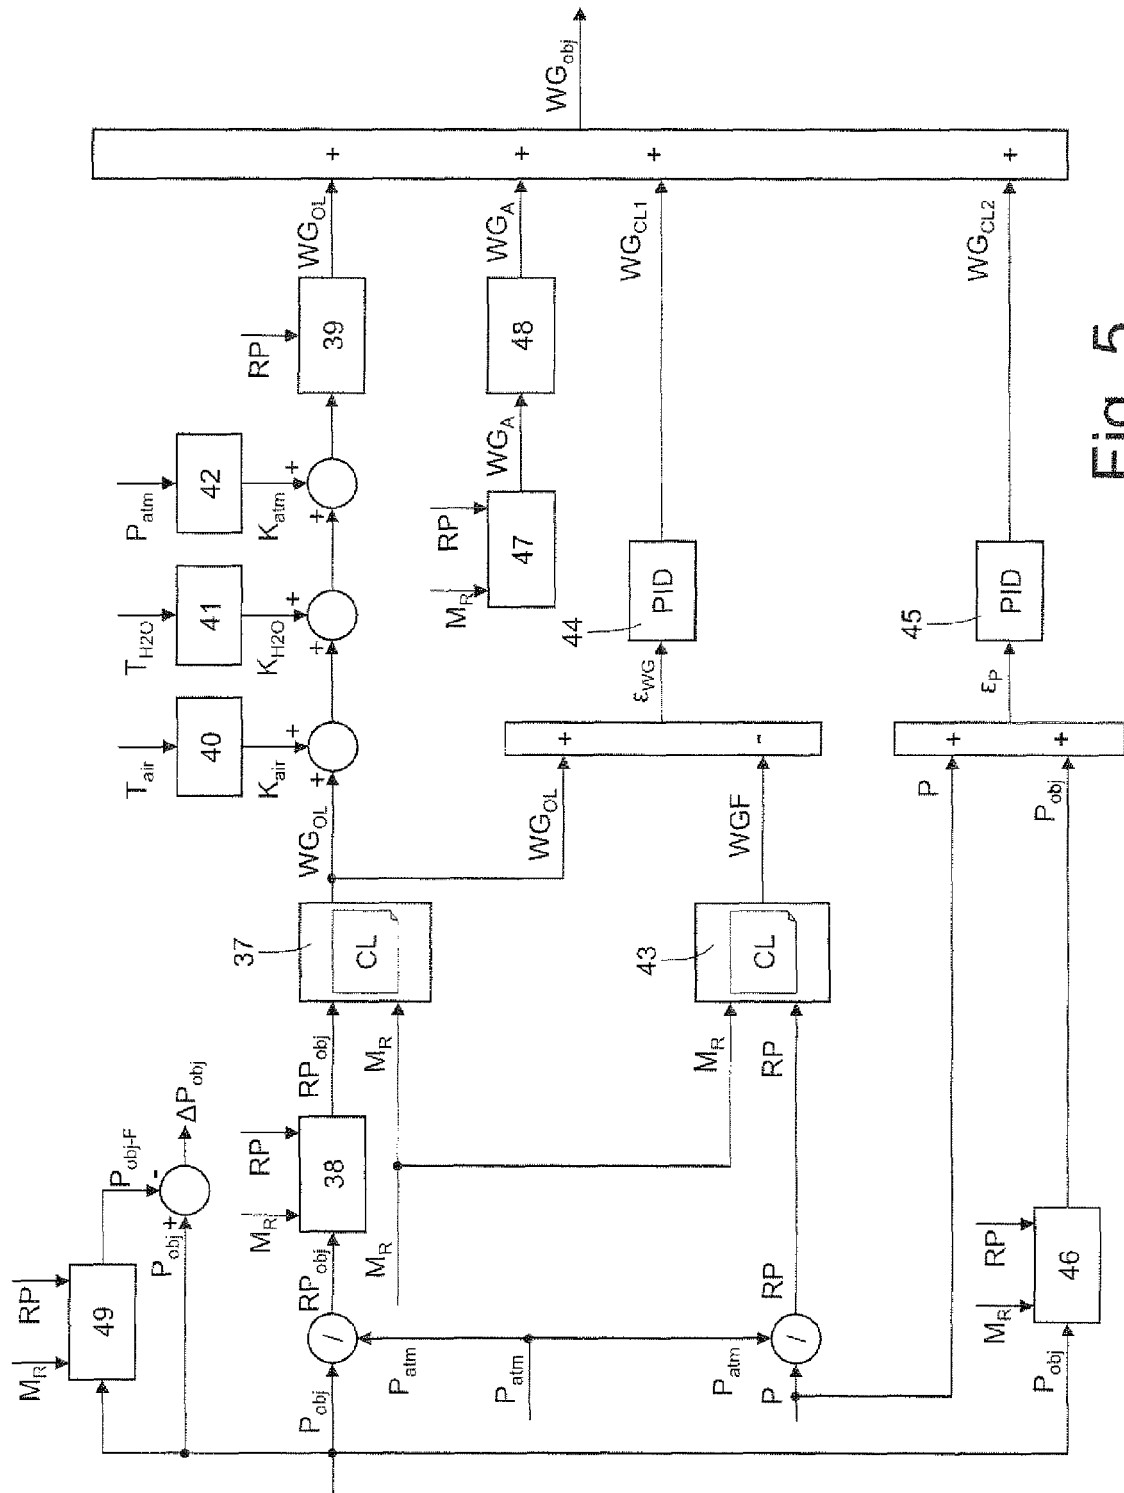 M_R
RP
49
P_obj-F
-
P_obj
+
ΔP_obj
T_air
40
K_air
+
+
T_H2O
41
K_H2O
+
+
P_atm
42
K_atm
+
+
P_obj
/
RP_obj
M_R
RP
38
RP_obj
37
CL
WG_OL
RP
39
WG_OL
+
P_atm
M_R
M_R
P_atm
WG_OL
+
M_R
RP
47
WG_A
48
WG_A
+
WG_obj
P_atm
P
/
RP
M_R
RP
43
CL
WGF
-
ε_WG
44
PID
WG_CL1
+
P
+
P_obj
M_R
RP
46
P_obj
+
ε_P
45
PID
WG_CL2
+
Fig. 5